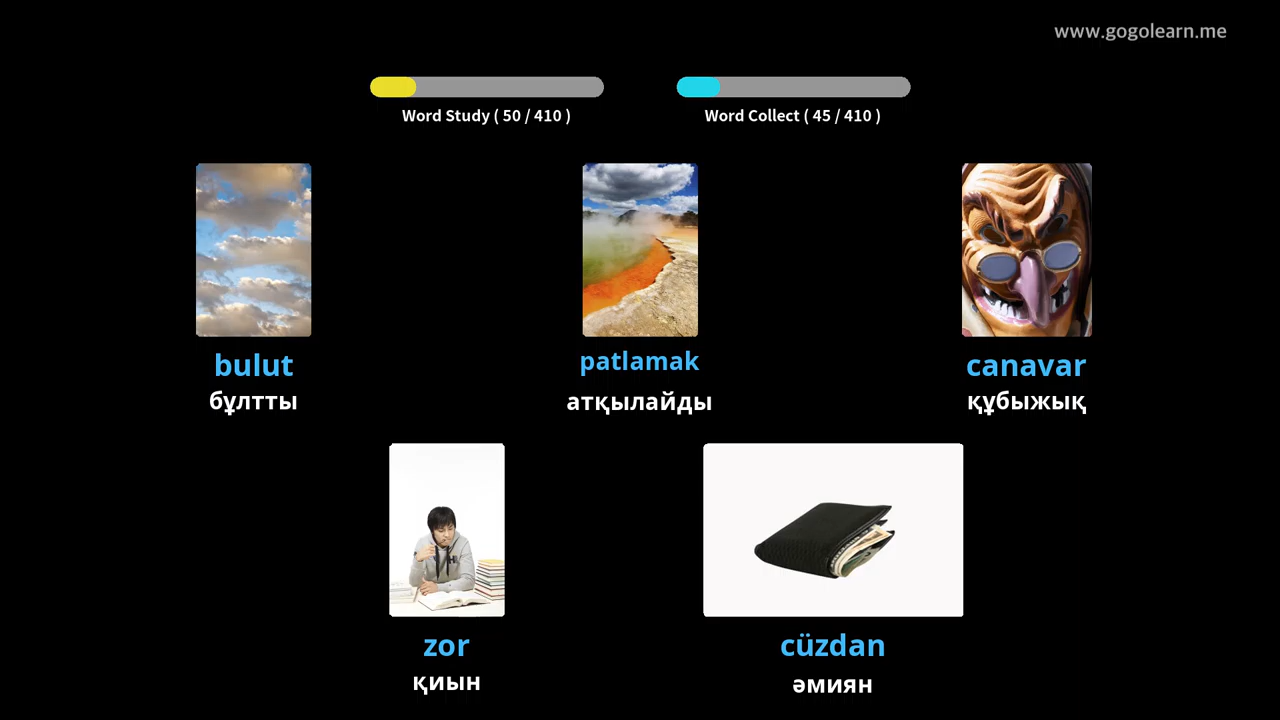 www.gogolearn.me
Word Study ( 50 / 410 )
Word Collect ( 45 / 410 )
bulut
patlamak
canavar
бұлтты
атқылайды
құбыжық
zor
cüzdan
қиын
әмиян